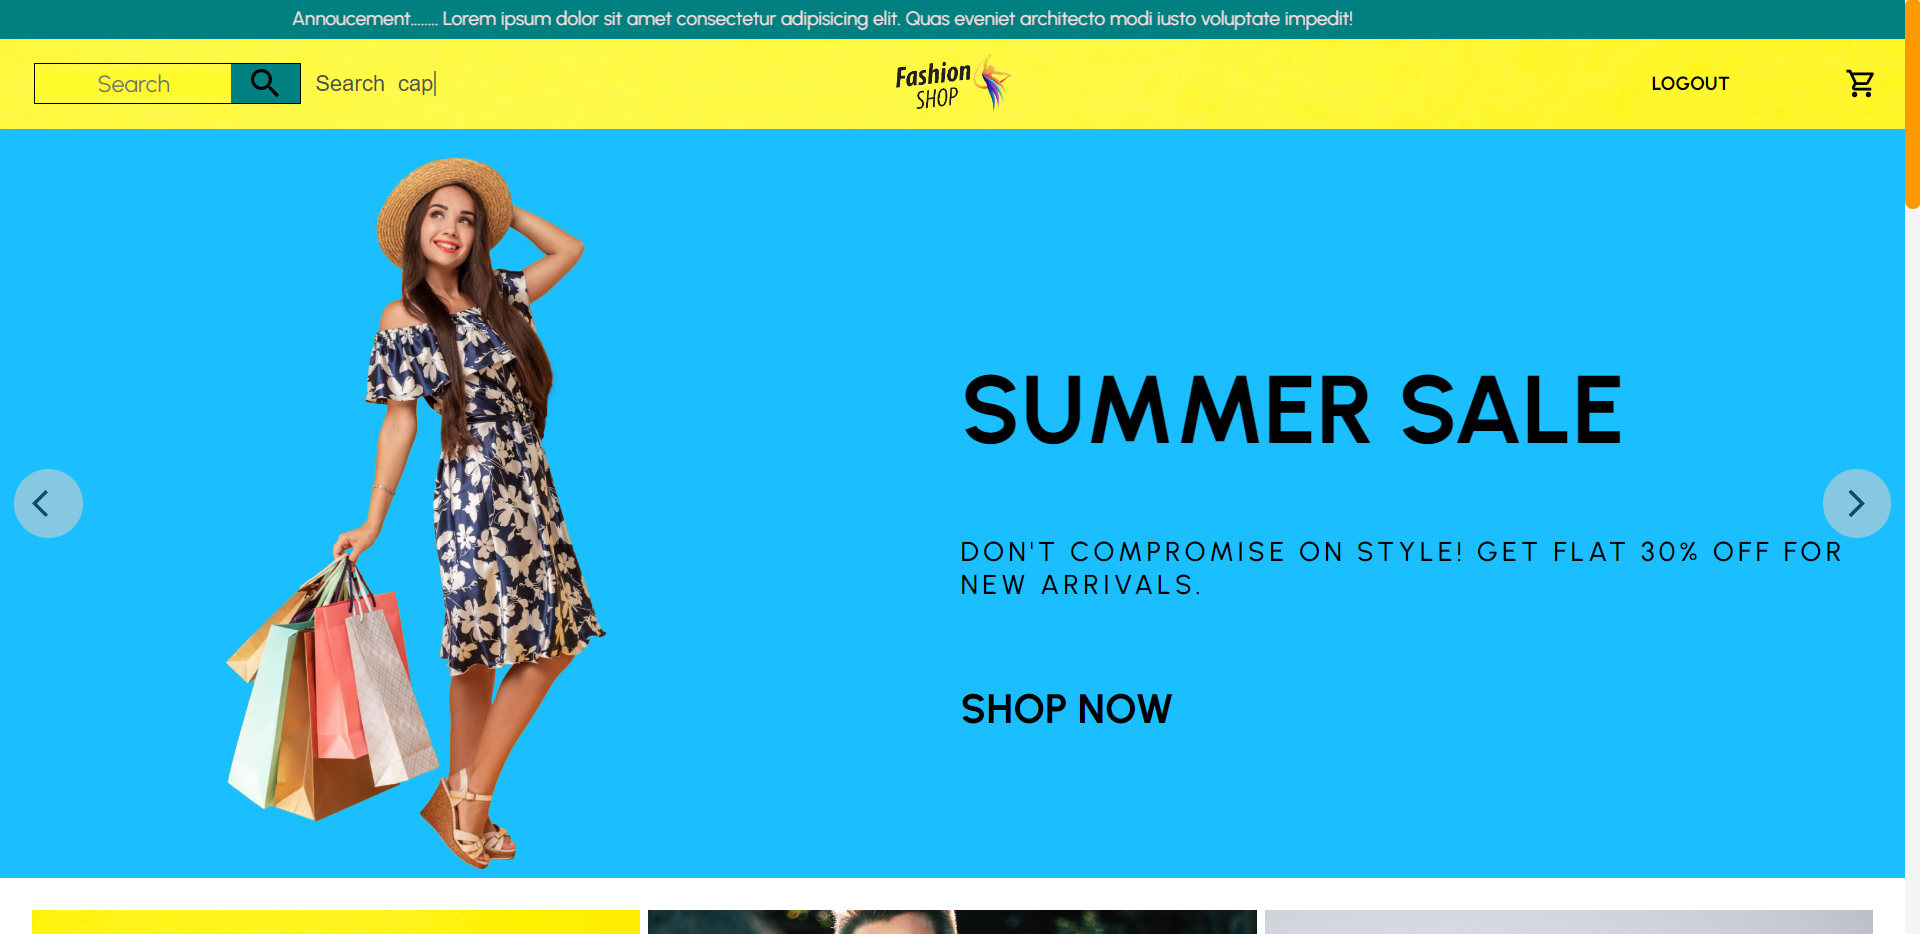 Annoucement........ Lorem ipsum dolor sit amet consectetur adipisicing elit. Quas eveniet architecto modi iusto voluptate impedit!
Search
Search cap
Fashion
SHOP
LOGOUT
SUMMER SALE
DON'T COMPROMISE ON STYLE! GET FLAT 30% OFF FOR
NEW ARRIVALS.
SHOP NOW